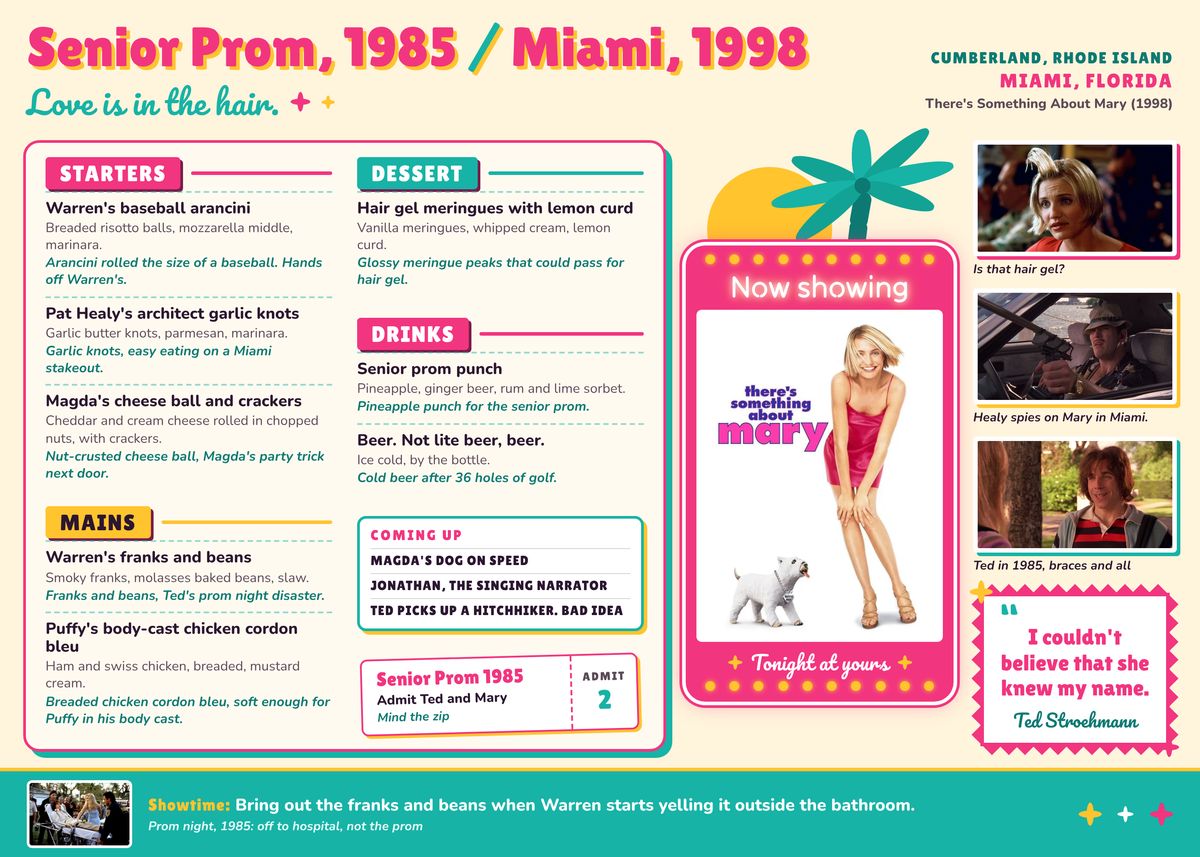 Senior Prom, 1985 / Miami, 1998
Love is in the hair.
CUMBERLAND, RHODE ISLAND
MIAMI, FLORIDA
There's Something About Mary (1998)
STARTERS
Warren's baseball arancini
Breaded risotto balls, mozzarella middle,
marinara.
Arancini rolled the size of a baseball. Hands
off Warren's.
Pat Healy's architect garlic knots
Garlic butter knots, parmesan, marinara.
Garlic knots, easy eating on a Miami
stakeout.
Magda's cheese ball and crackers
Cheddar and cream cheese rolled in chopped
nuts, with crackers.
Nut-crusted cheese ball, Magda's party trick
next door.
MAINS
Warren's franks and beans
Smoky franks, molasses baked beans, slaw.
Franks and beans, Ted's prom night disaster.
Puffy's body-cast chicken cordon
bleu
Ham and swiss chicken, breaded, mustard
cream.
Breaded chicken cordon bleu, soft enough for
Puffy in his body cast.
DESSERT
Hair gel meringues with lemon curd
Vanilla meringues, whipped cream, lemon
curd.
Glossy meringue peaks that could pass for
hair gel.
DRINKS
Senior prom punch
Pineapple, ginger beer, rum and lime sorbet.
Pineapple punch for the senior prom.
Beer. Not lite beer, beer.
Ice cold, by the bottle.
Cold beer after 36 holes of golf.
COMING UP
MAGDA'S DOG ON SPEED
JONATHAN, THE SINGING NARRATOR
TED PICKS UP A HITCHHIKER. BAD IDEA
Senior Prom 1985
Admit Ted and Mary
Mind the zip
ADMIT
2
Now showing
there's
something
about
mary
Tonight at yours
Is that hair gel?
Healy spies on Mary in Miami.
Ted in 1985, braces and all
"
I couldn't
believe that she
knew my name.
Ted Stroehmann
Showtime: Bring out the franks and beans when Warren starts yelling it outside the bathroom.
Prom night, 1985: off to hospital, not the prom